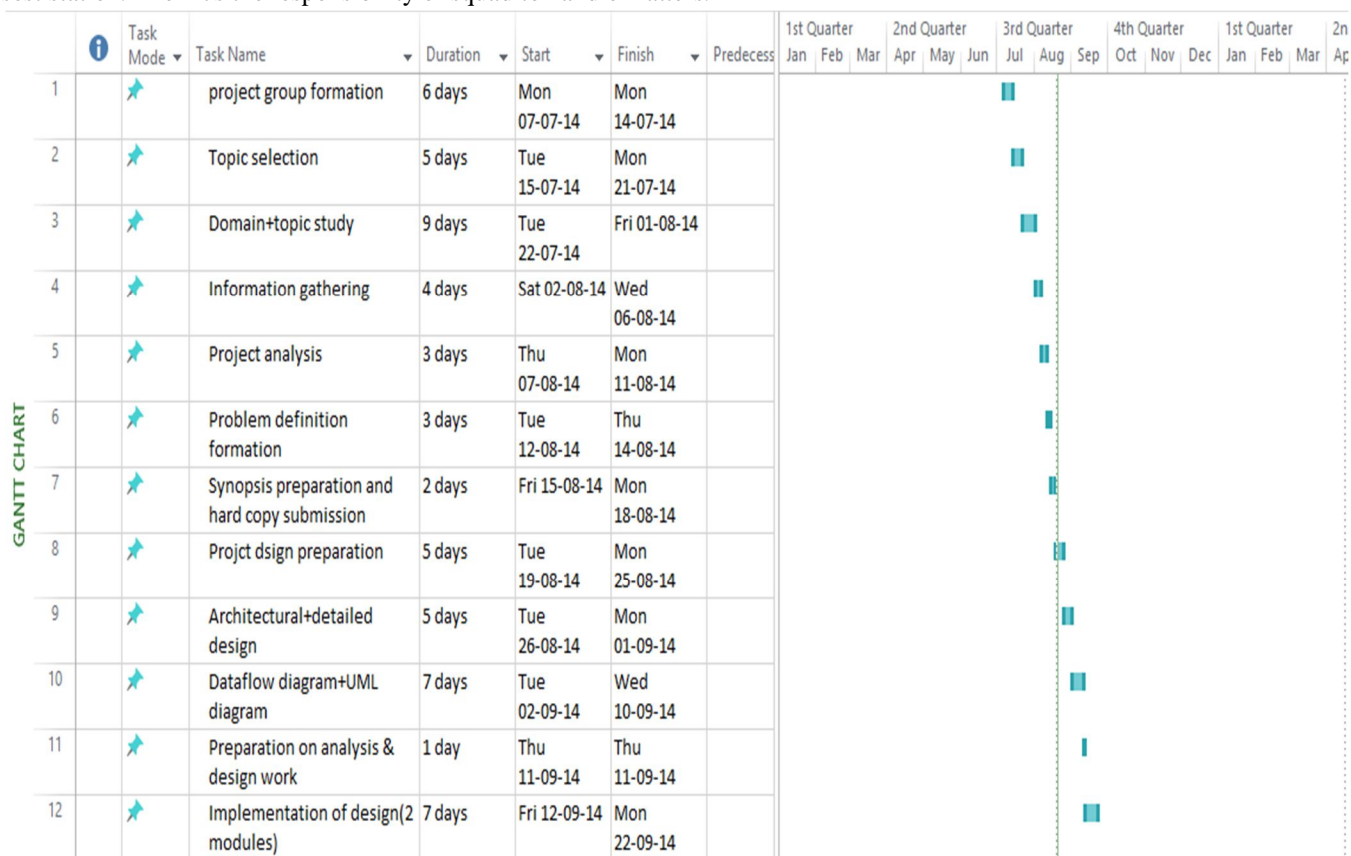 1st Quarter 2nd Quarter 3rd Quarter 4th Quarter 1st Quarter 2n
Task Mode Task Name Duration Start Finish Predecess Jan Feb Mar Apr May Jun Jul Aug Sep Oct Nov Dec Jan Feb Mar Ap
GANTT CHART
1 project group formation 6 days Mon 07-07-14 Mon 14-07-14
2 Topic selection 5 days Tue 15-07-14 Mon 21-07-14
3 Domain+topic study 9 days Tue 22-07-14 Fri 01-08-14
4 Information gathering 4 days Sat 02-08-14 Wed 06-08-14
5 Project analysis 3 days Thu 07-08-14 Mon 11-08-14
6 Problem definition formation 3 days Tue 12-08-14 Thu 14-08-14
7 Synopsis preparation and hard copy submission 2 days Fri 15-08-14 Mon 18-08-14
8 Projct dsign preparation 5 days Tue 19-08-14 Mon 25-08-14
9 Architectural+detailed design 5 days Tue 26-08-14 Mon 01-09-14
10 Dataflow diagram+UML diagram 7 days Tue 02-09-14 Wed 10-09-14
11 Preparation on analysis & design work 1 day Thu 11-09-14 Thu 11-09-14
12 Implementation of design(2 modules) 7 days Fri 12-09-14 Mon 22-09-14